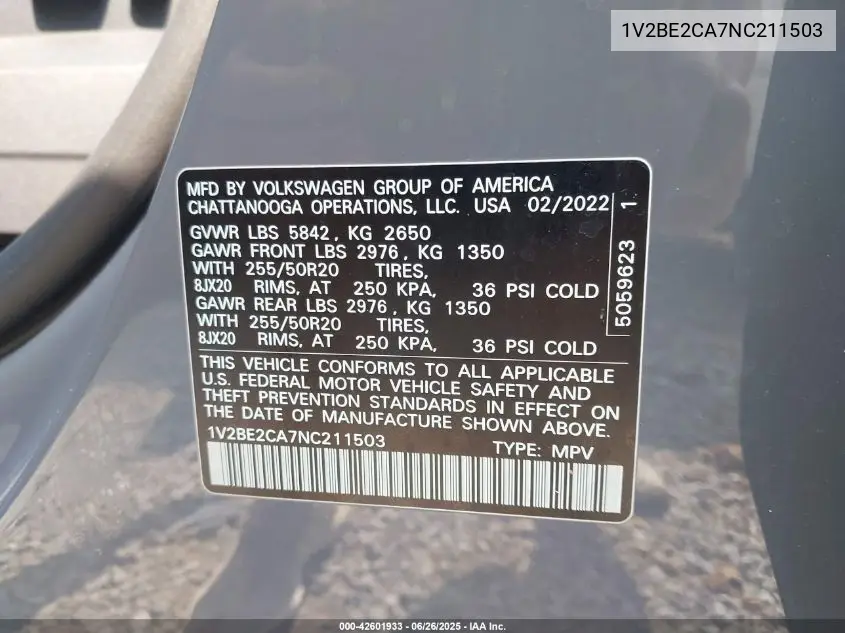 1V2BE2CA7NC211503
MFD BY VOLKSWAGEN GROUP OF AMERICA
CHATTANOOGA OPERATIONS, LLC. USA 02/2022
GVWR LBS 5842, KG 2650
GAWR FRONT LBS 2976, KG 1350
WITH 255/50R20 TIRES,
8JX20 RIMS, AT 250 KPA, 36 PSI COLD
GAWR REAR LBS 2976, KG 1350
WITH 255/50R20 TIRES,
8JX20 RIMS, AT 250 KPA, 36 PSI COLD
5059623 1
THIS VEHICLE CONFORMS TO ALL APPLICABLE
U.S. FEDERAL MOTOR VEHICLE SAFETY AND
THEFT PREVENTION STANDARDS IN EFFECT ON
THE DATE OF MANUFACTURE SHOWN ABOVE.
1V2BE2CA7NC211503 TYPE: MPV
000-42601933 - 06/26/2025 - IAA Inc.